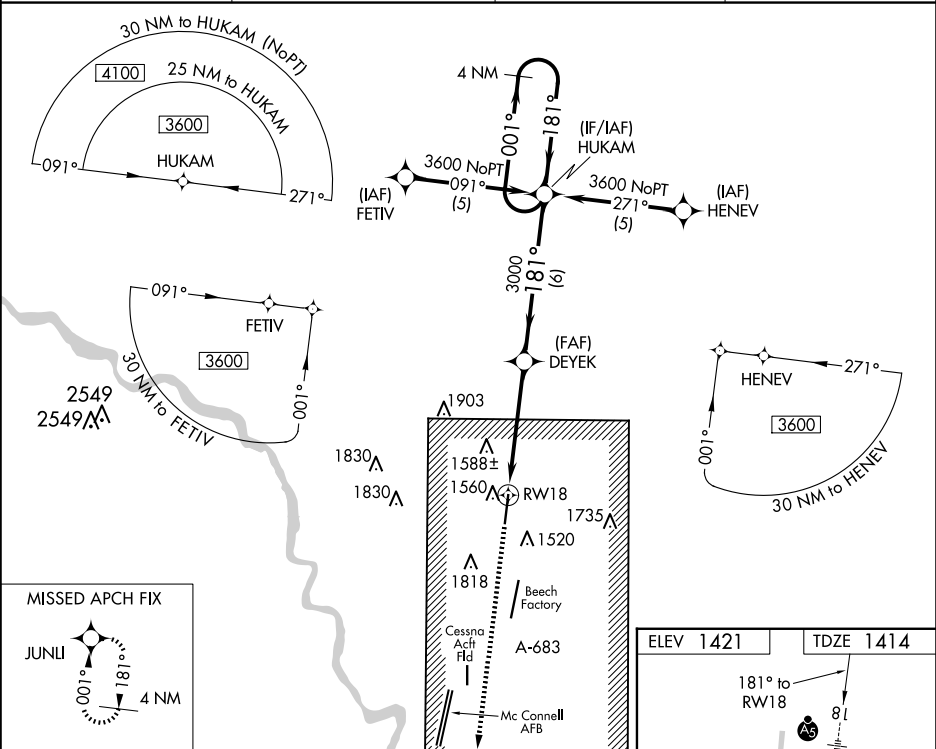 30 NM to HUKAM (NoPT)
4100
25 NM to HUKAM
3600
HUKAM
091°
271°
4 NM
001°
181°
(IF/IAF)
HUKAM
3600 NoPT
091°
(5)
(IAF)
FETIV
3600 NoPT
271°
(5)
(IAF)
HENEV
3000
181°
(6)
(FAF)
DEYEK
091°
FETIV
3600
001°
30 NM to FETIV
2549
2549
271°
HENEV
3600
001°
30 NM to HENEV
1903
1830
1588±
1830
1560
RW18
1735
1520
1818
Beech
Factory
Cessna
Acft
Fld
A-683
Mc Connell
AFB
MISSED APCH FIX
JUNLI
001°
181°
4 NM
ELEV 1421
TDZE 1414
181° to
RW18
18
A5